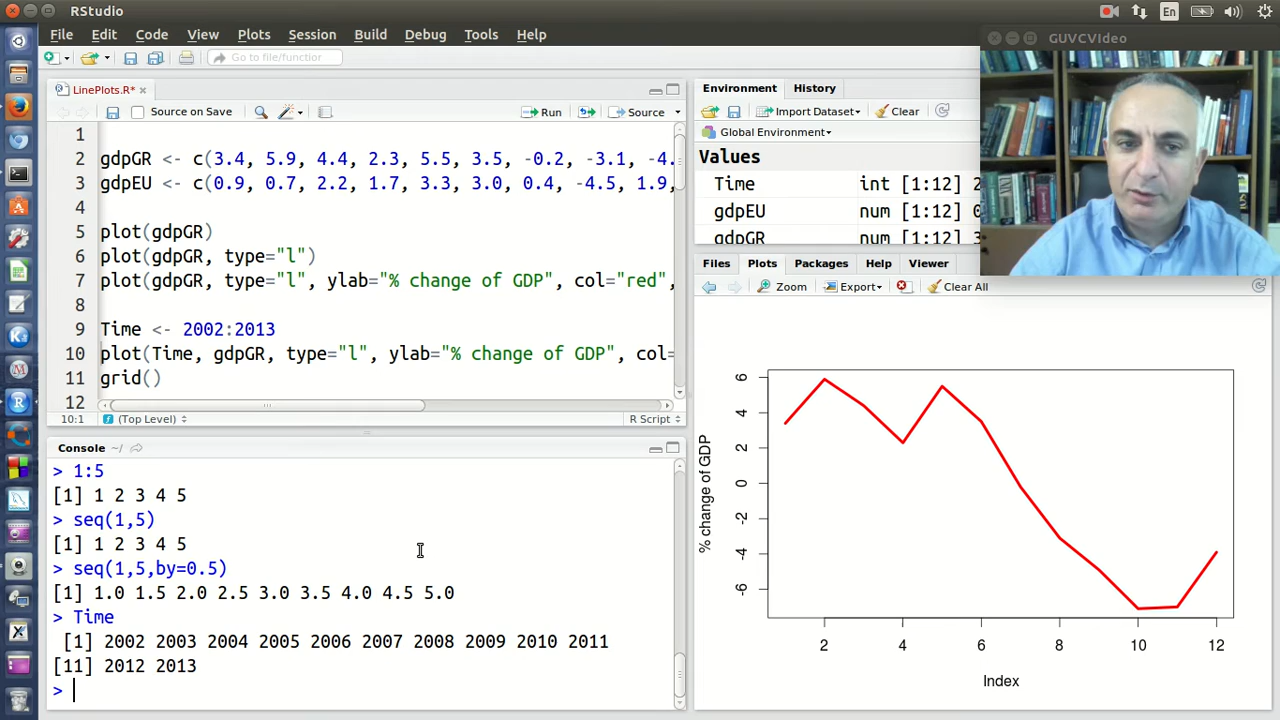 RStudio
En
File Edit Code View Plots Session Build Debug Tools Help
Go to file/functior
GUVCVIdeo
LinePlots.R*
Source on Save
Run
Source
1
2 gdpGR <- c(3.4, 5.9, 4.4, 2.3, 5.5, 3.5, -0.2, -3.1, -4.
3 gdpEU <- c(0.9, 0.7, 2.2, 1.7, 3.3, 3.0, 0.4, -4.5, 1.9,
4
5 plot(gdpGR)
6 plot(gdpGR, type="l")
7 plot(gdpGR, type="l", ylab="% change of GDP", col="red",
8
9 Time <- 2002:2013
10 plot(Time, gdpGR, type="l", ylab="% change of GDP", col=
11 grid()
12
10:1 (Top Level) R Script
Console ~/
> 1:5
[1] 1 2 3 4 5
> seq(1,5)
[1] 1 2 3 4 5
> seq(1,5,by=0.5)
[1] 1.0 1.5 2.0 2.5 3.0 3.5 4.0 4.5 5.0
> Time
[1] 2002 2003 2004 2005 2006 2007 2008 2009 2010 2011
[11] 2012 2013
>
Environment History
Import Dataset Clear
Global Environment
Values
Time int [1:12] 2
gdpEU num [1:12] 0
gdpGR num [1:12] 3
Files Plots Packages Help Viewer
Zoom Export Clear All
% change of GDP
6
4
2
0
-2
-4
-6
2 4 6 8 10 12
Index